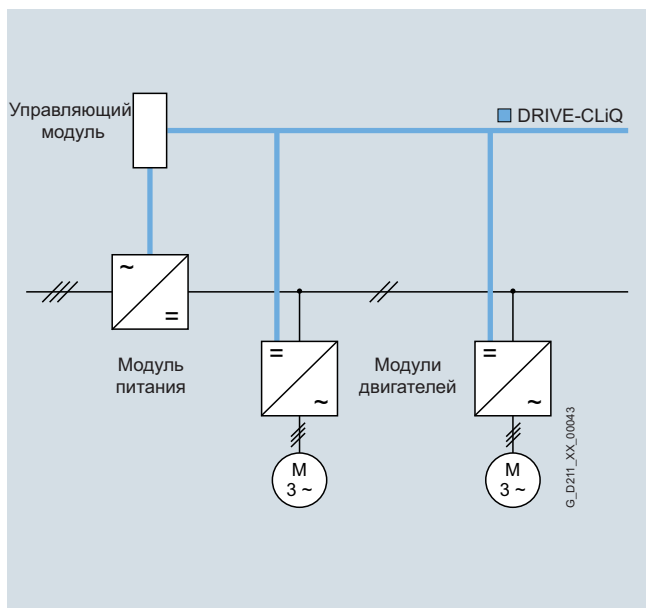 Управляющий
модуль
DRIVE-CLiQ
~
=
Модуль
питания
=
~
Модули
двигателей
=
~
M
3 ~
M
3 ~
G_D211_XX_00043